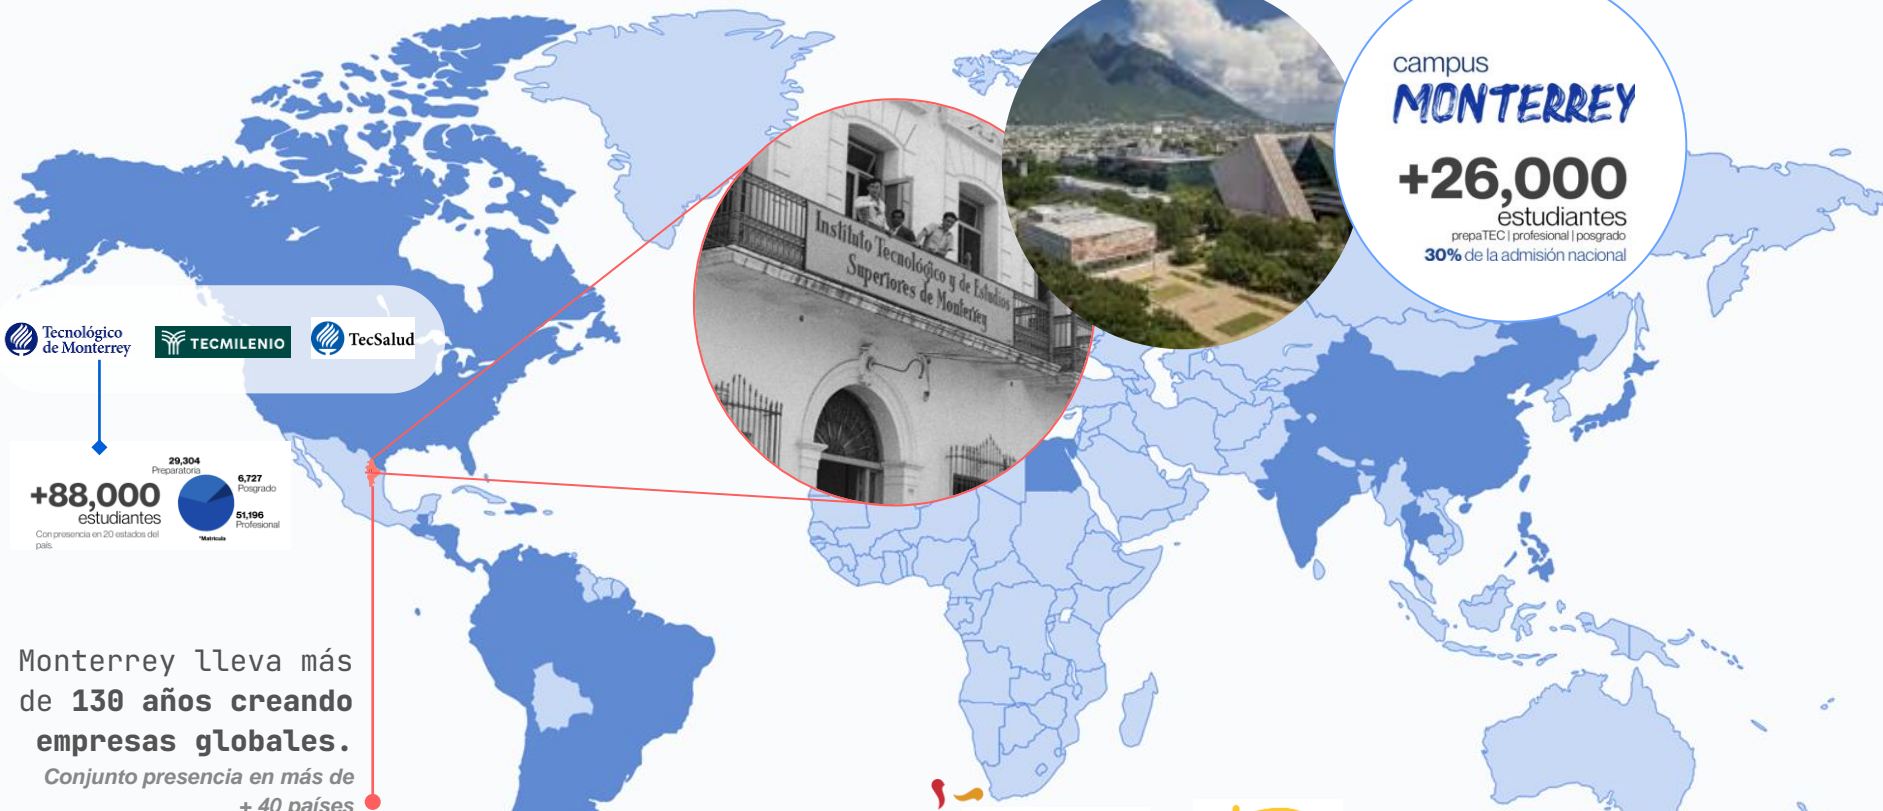 campus
MONTERREY
+26,000
estudiantes
prepaTEC | profesional | posgrado
30% de la admisión nacional
Instituto Tecnológico y de Estudios
Superiores de Monterrey
Tecnológico
de Monterrey
TECMILENIO
TecSalud
29,304
Preparatoria
6,727
Posgrado
+88,000
estudiantes
51,196
Profesional
Con presencia en 20 estados del
país.
*Matrícula
Monterrey lleva más
de 130 años creando
empresas globales.
Conjunto presencia en más de
+ 40 países